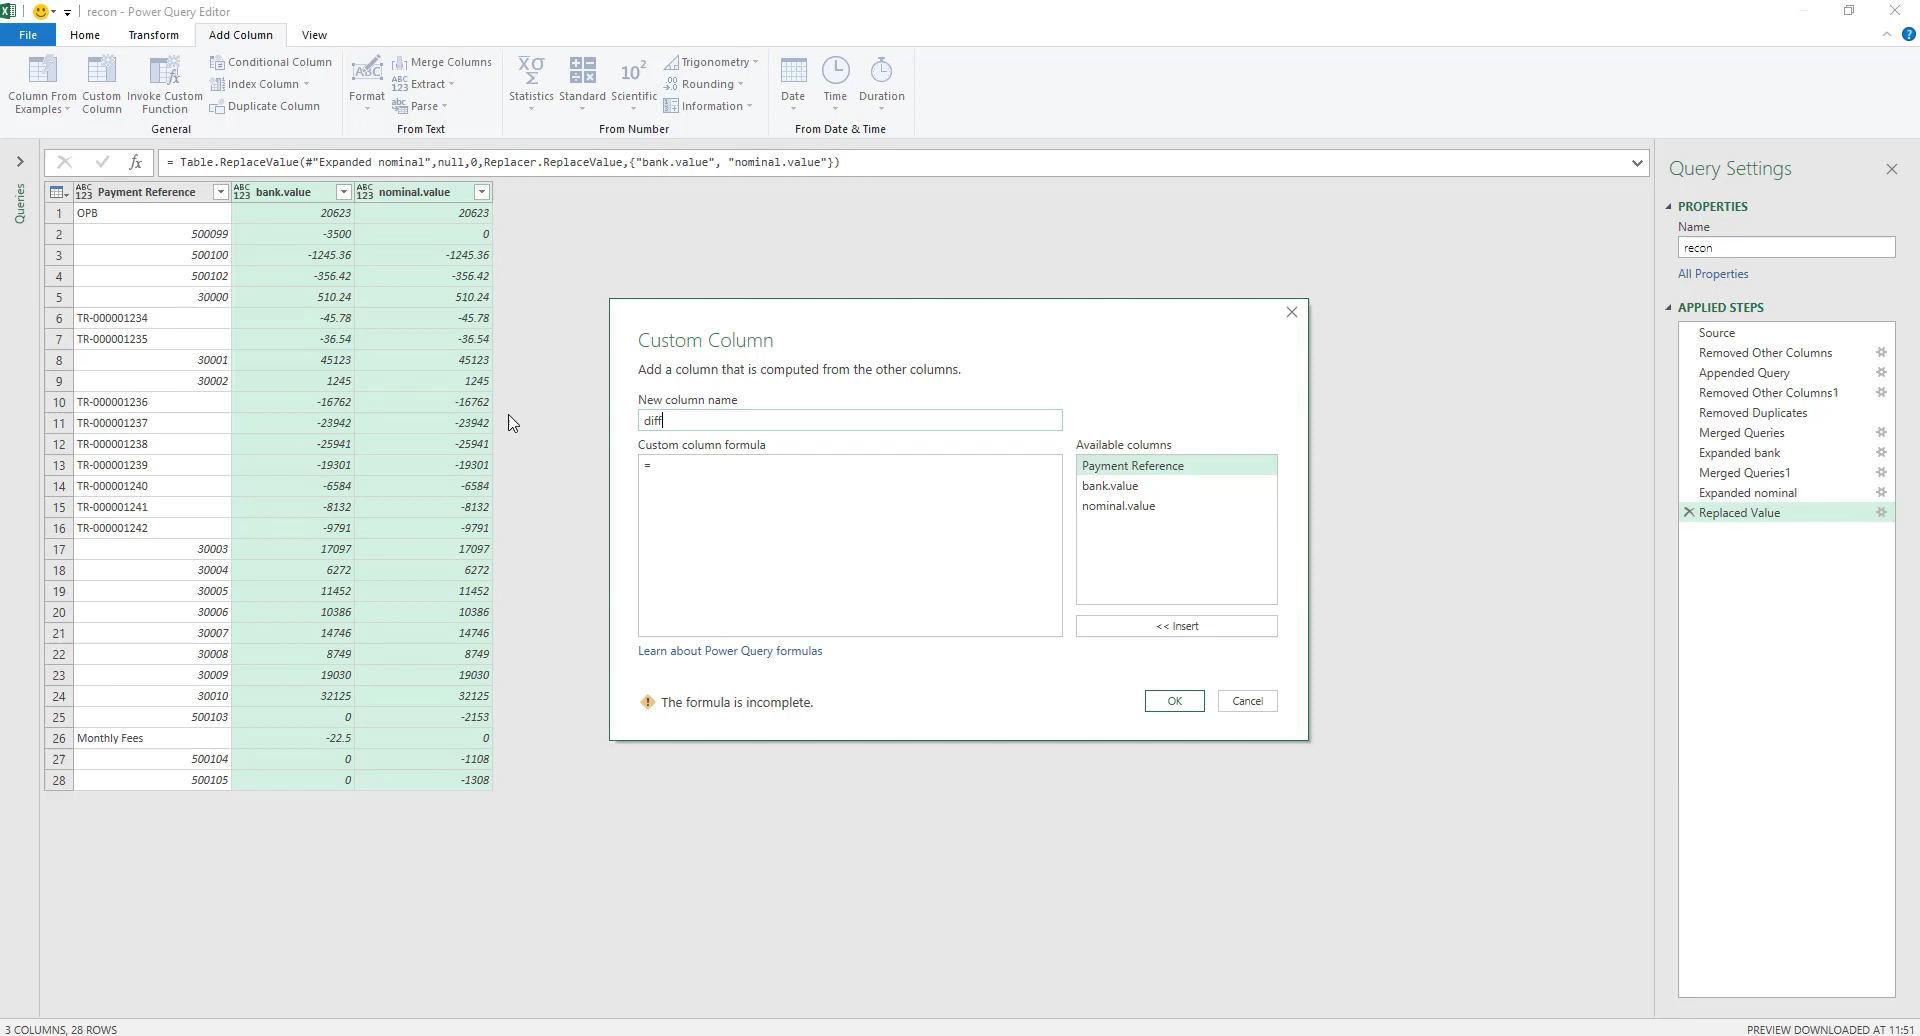 recon - Power Query Editor
File Home Transform Add Column View
Column From Examples
Custom Column
Invoke Custom Function
Conditional Column
Index Column
Duplicate Column
General
Format
Merge Columns
Extract
Parse
From Text
Statistics
Standard
Scientific
Trigonometry
Rounding
Information
From Number
Date
Time
Duration
From Date & Time
Queries
= Table.ReplaceValue(#"Expanded nominal",null,0,Replacer.ReplaceValue,{"bank.value", "nominal.value"})
ABC 123 Payment Reference ABC 123 bank.value ABC 123 nominal.value
1 OPB 20623 20623
2 500099 -3500 0
3 500100 -1245.36 -1245.36
4 500102 -356.42 -356.42
5 30000 510.24 510.24
6 TR-000001234 -45.78 -45.78
7 TR-000001235 -36.54 -36.54
8 30001 45123 45123
9 30002 1245 1245
10 TR-000001236 -16762 -16762
11 TR-000001237 -23942 -23942
12 TR-000001238 -25941 -25941
13 TR-000001239 -19301 -19301
14 TR-000001240 -6584 -6584
15 TR-000001241 -8132 -8132
16 TR-000001242 -9791 -9791
17 30003 17097 17097
18 30004 6272 6272
19 30005 11452 11452
20 30006 10386 10386
21 30007 14746 14746
22 30008 8749 8749
23 30009 19030 19030
24 30010 32125 32125
25 500103 0 -2153
26 Monthly Fees -22.5 0
27 500104 0 -1108
28 500105 0 -1308
Custom Column
Add a column that is computed from the other columns.
New column name
diff
Custom column formula
=
Available columns
Payment Reference
bank.value
nominal.value
<< Insert
Learn about Power Query formulas
The formula is incomplete.
OK
Cancel
Query Settings
PROPERTIES
Name
recon
All Properties
APPLIED STEPS
Source
Removed Other Columns
Appended Query
Removed Other Columns1
Removed Duplicates
Merged Queries
Expanded bank
Merged Queries1
Expanded nominal
Replaced Value
3 COLUMNS, 28 ROWS
PREVIEW DOWNLOADED AT 11:51